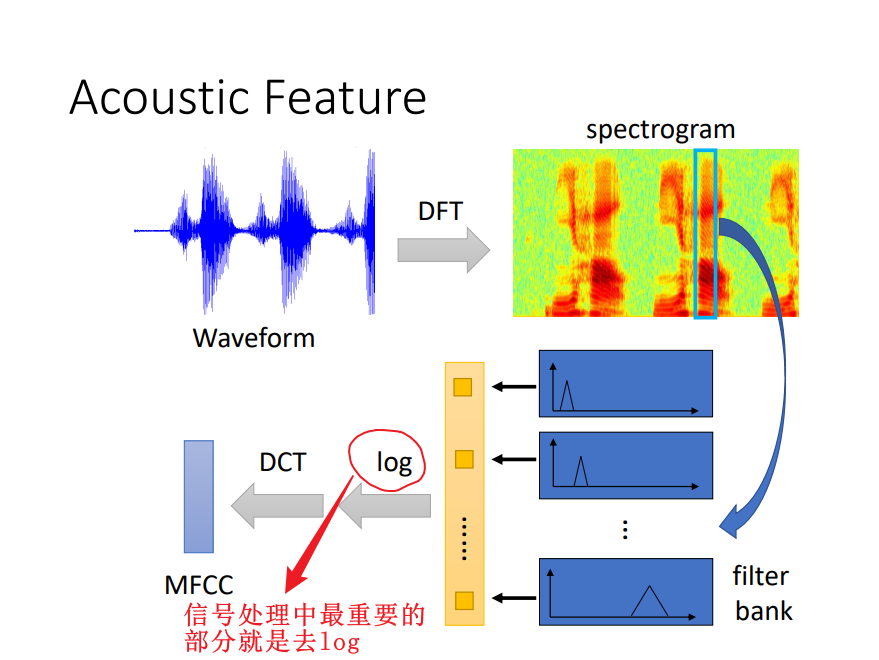 Acoustic Feature
spectrogram
DFT
Waveform
DCT
log
MFCC
filter
bank
信号处理中最重要的
部分就是去log